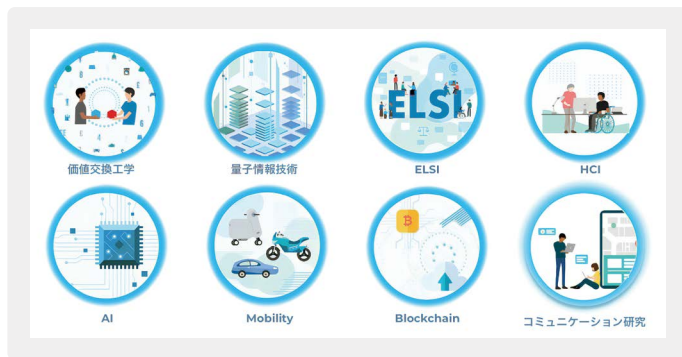 価値交換工学
量子情報技術
ELSI
ELSI
HCI
AI
Mobility
B
Blockchain
コミュニケーション研究